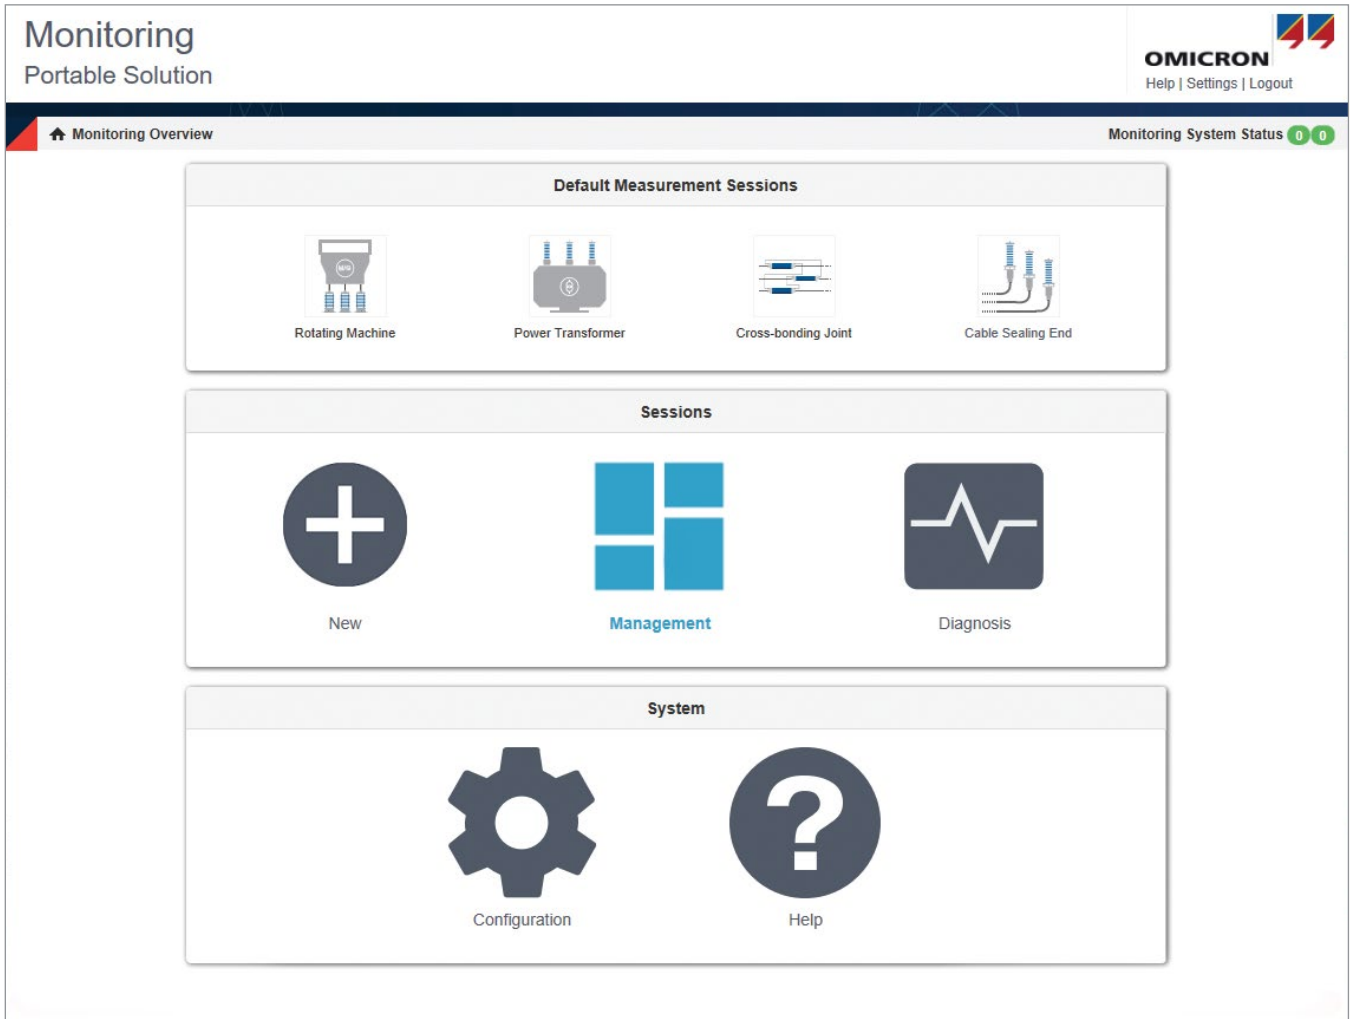 Monitoring
Portable Solution
OMICRON
Help | Settings | Logout
Monitoring Overview
Monitoring System Status 0 0
Default Measurement Sessions
Rotating Machine
Power Transformer
Cross-bonding Joint
Cable Sealing End
Sessions
New
Management
Diagnosis
System
Configuration
Help